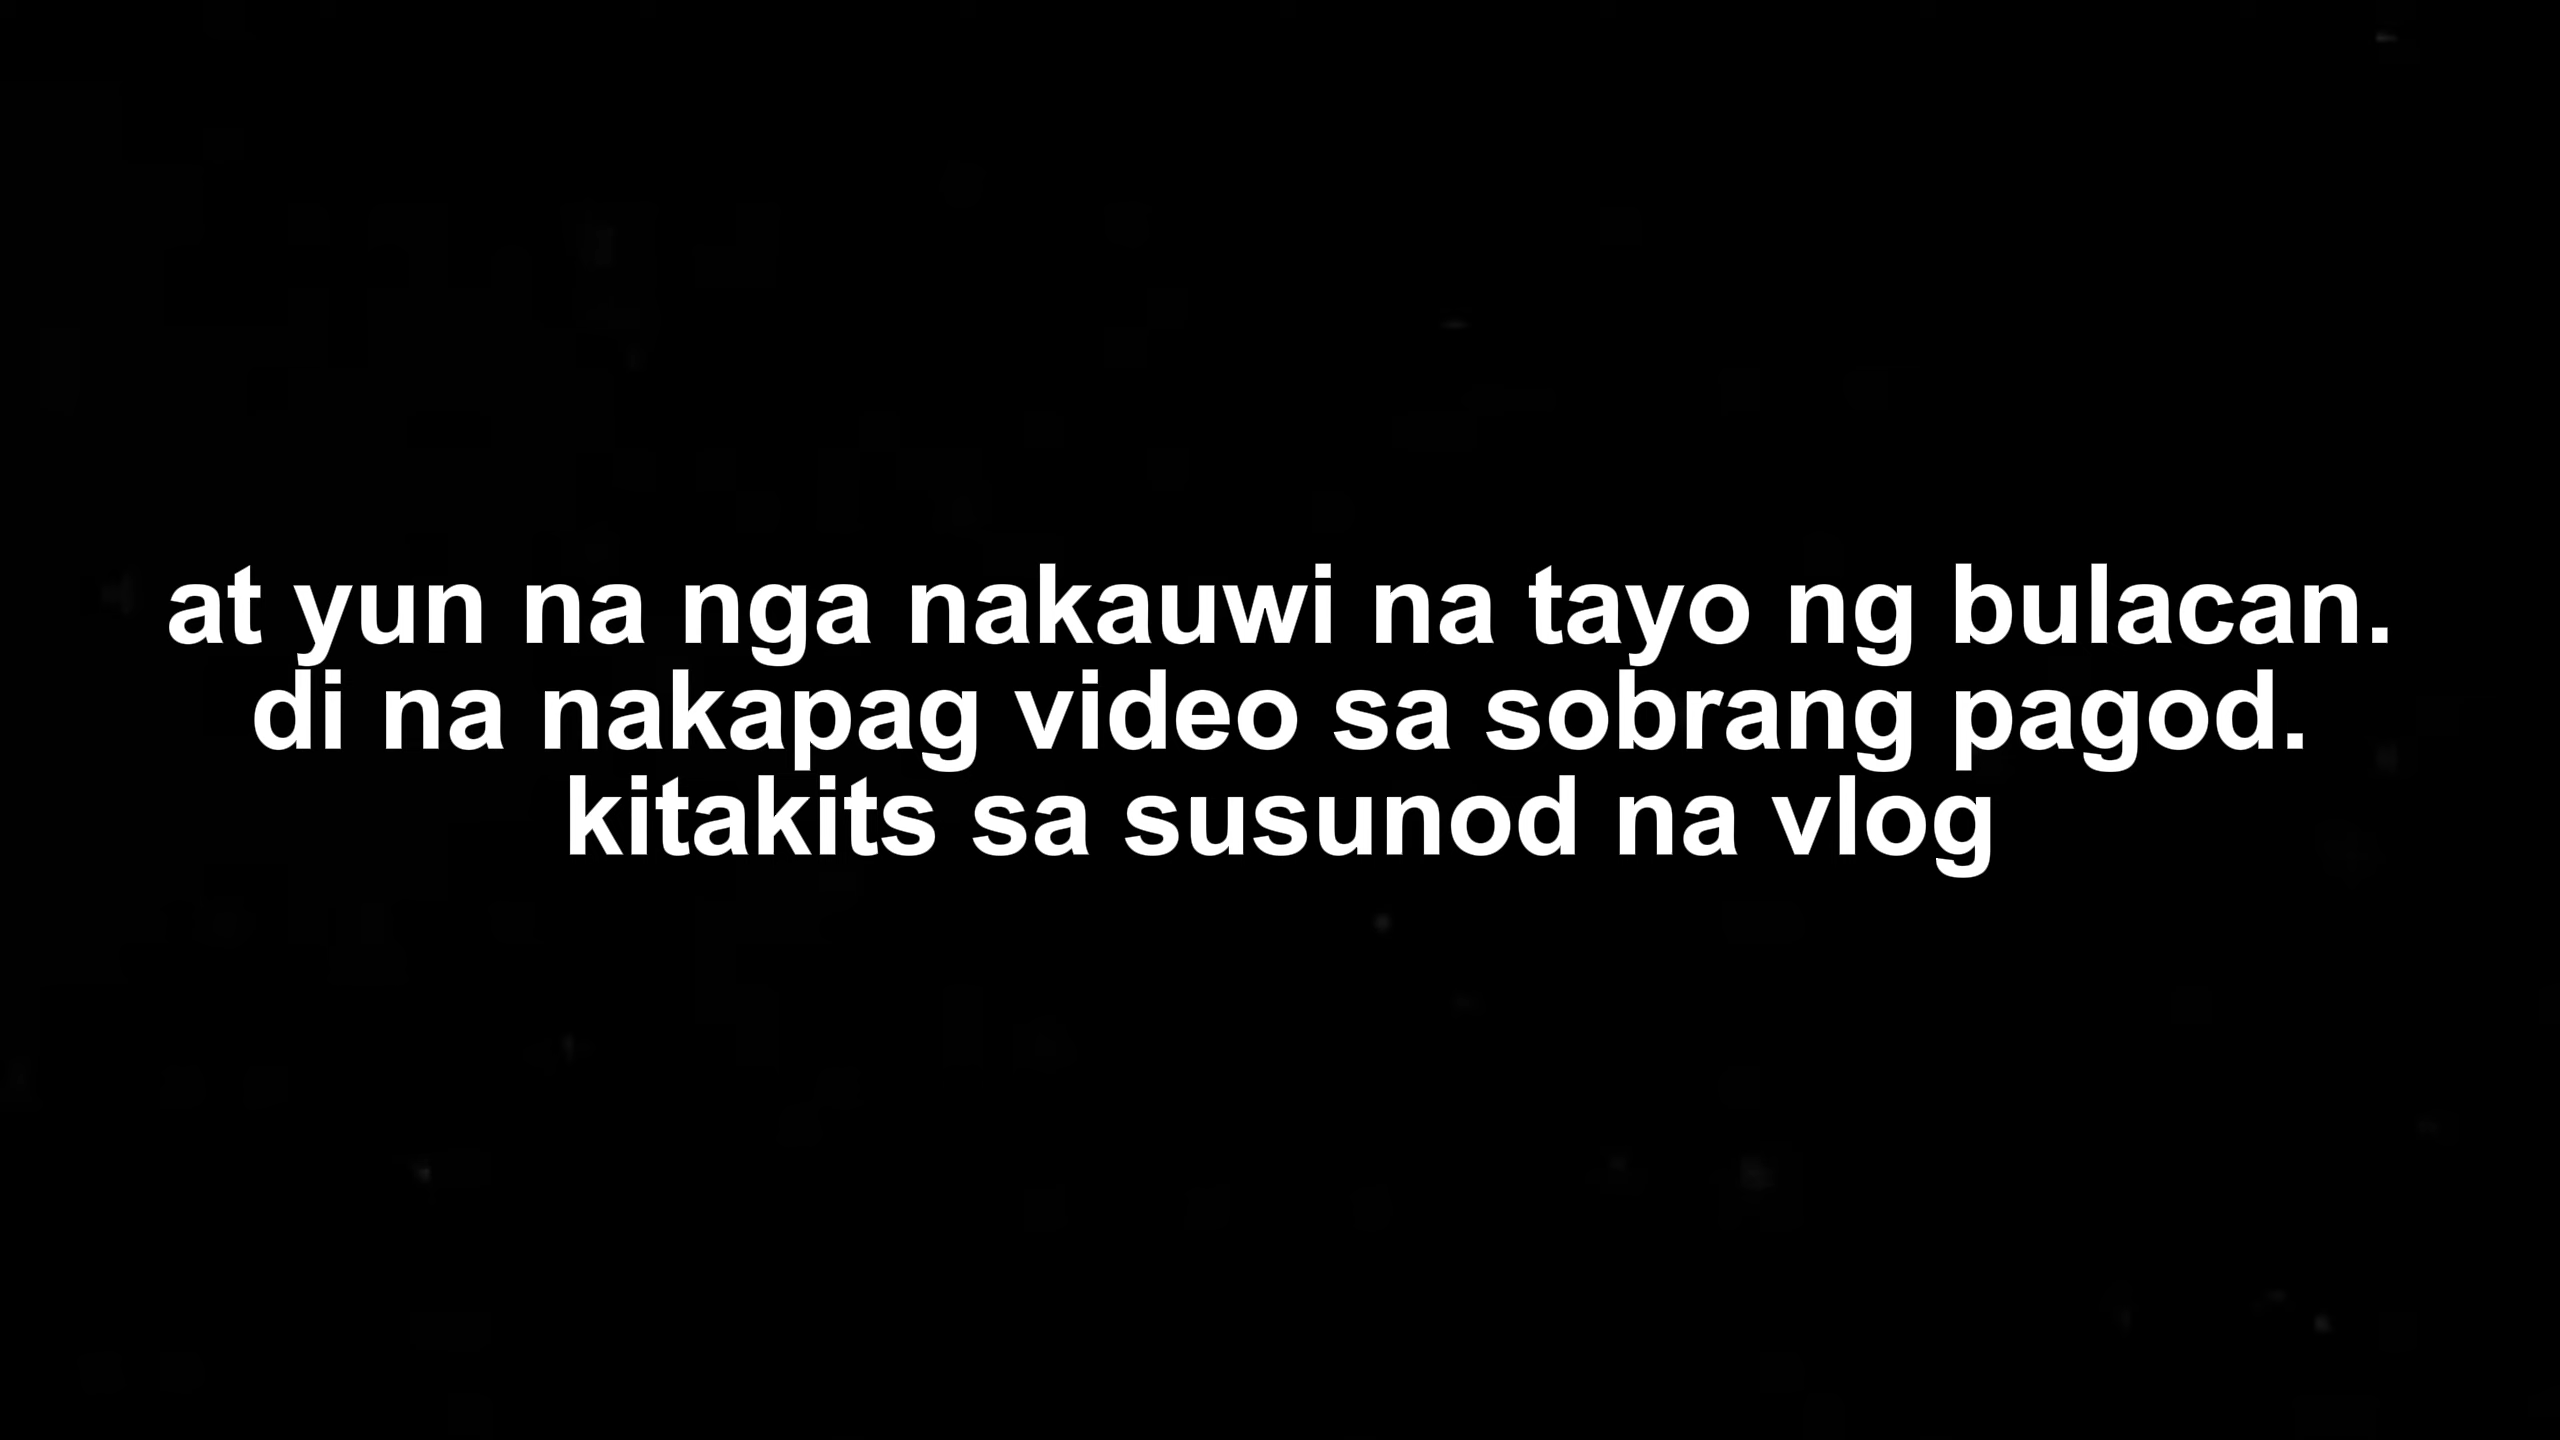 at yun na nga nakauwi na tayo ng bulacan.
di na nakapag video sa sobrang pagod.
kitakits sa susunod na vlog